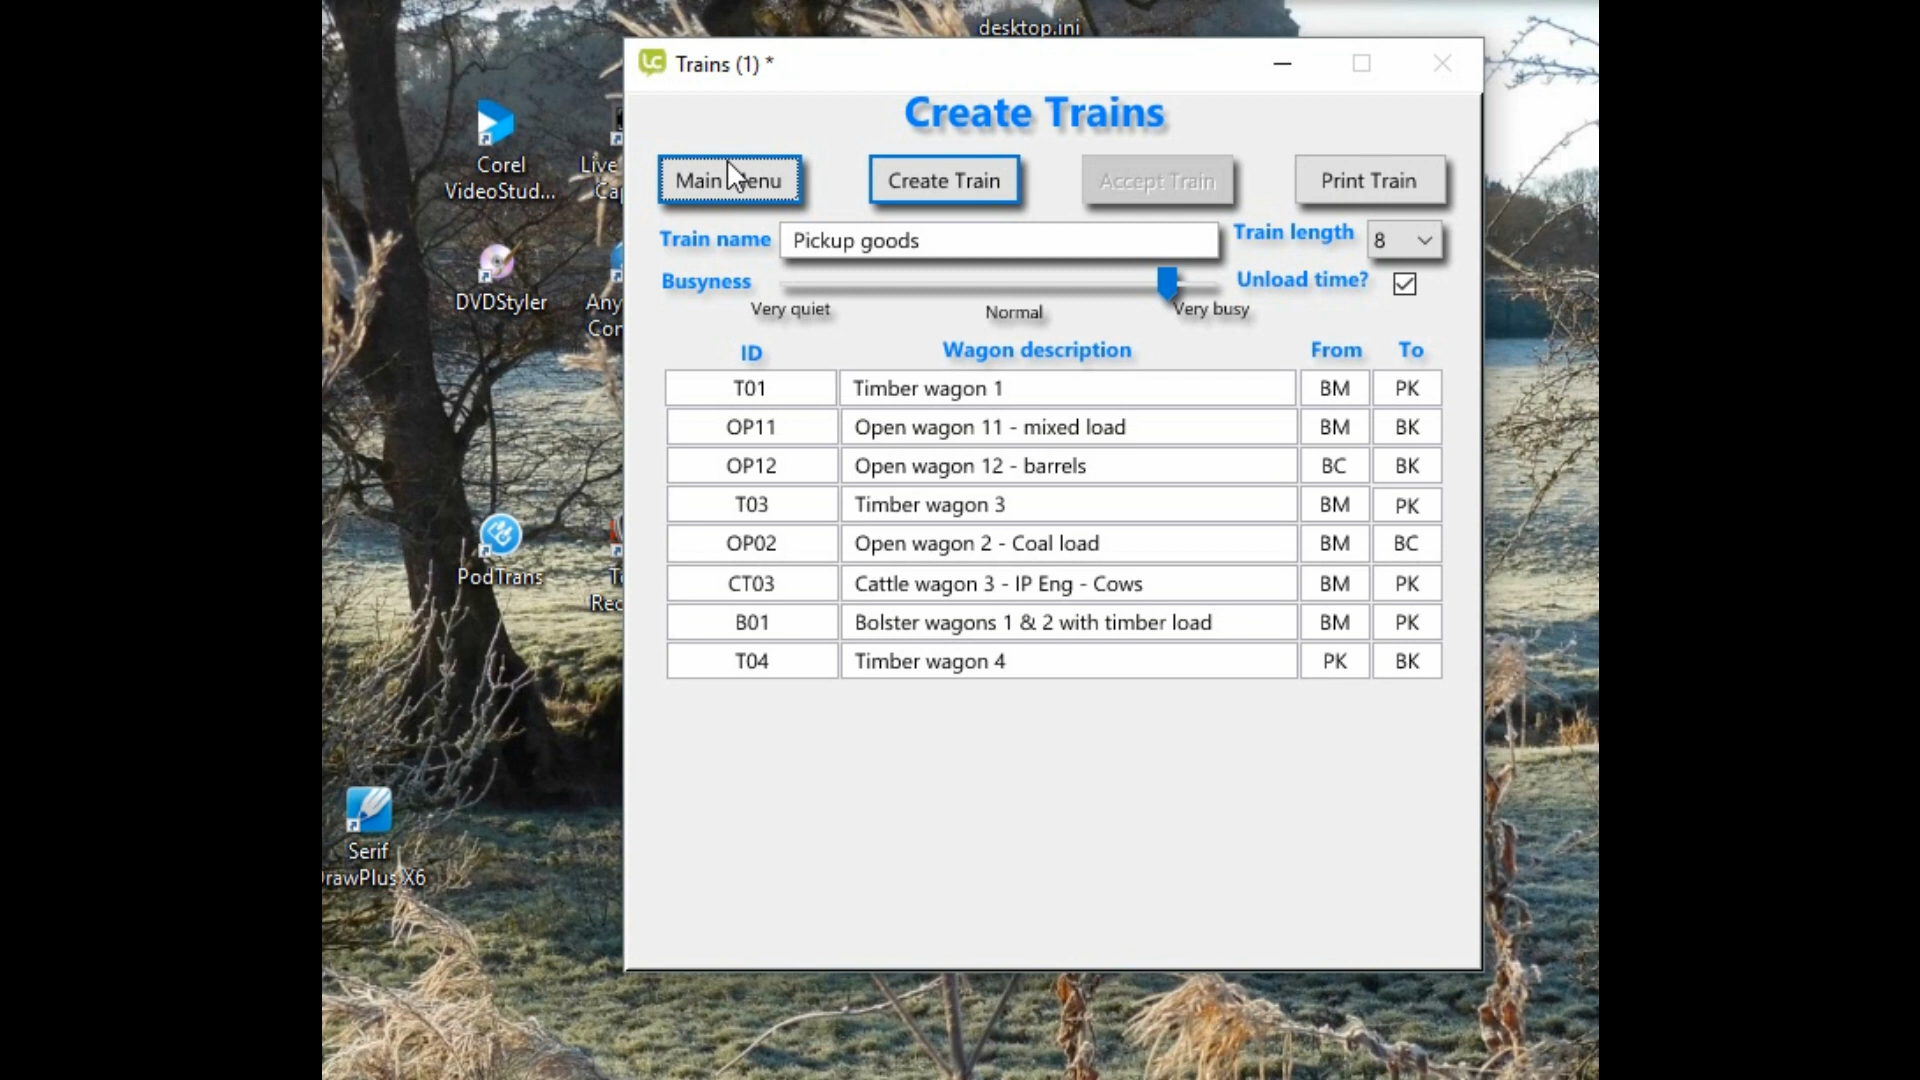 desktop.ini
Trains (1) *
Create Trains
Main Menu
Create Train
Accept Train
Print Train
Train name
Pickup goods
Train length
8
Busyness
Unload time?
Very quiet
Normal
Very busy
ID
Wagon description
From
To
T01 Timber wagon 1 BM PK
OP11 Open wagon 11 - mixed load BM BK
OP12 Open wagon 12 - barrels BC BK
T03 Timber wagon 3 BM PK
OP02 Open wagon 2 - Coal load BM BC
CT03 Cattle wagon 3 - IP Eng - Cows BM PK
B01 Bolster wagons 1 & 2 with timber load BM PK
T04 Timber wagon 4 PK BK
Corel
VideoStud...
Live
DVDStyler
Any
PodTrans
Serif
rawPlus X6